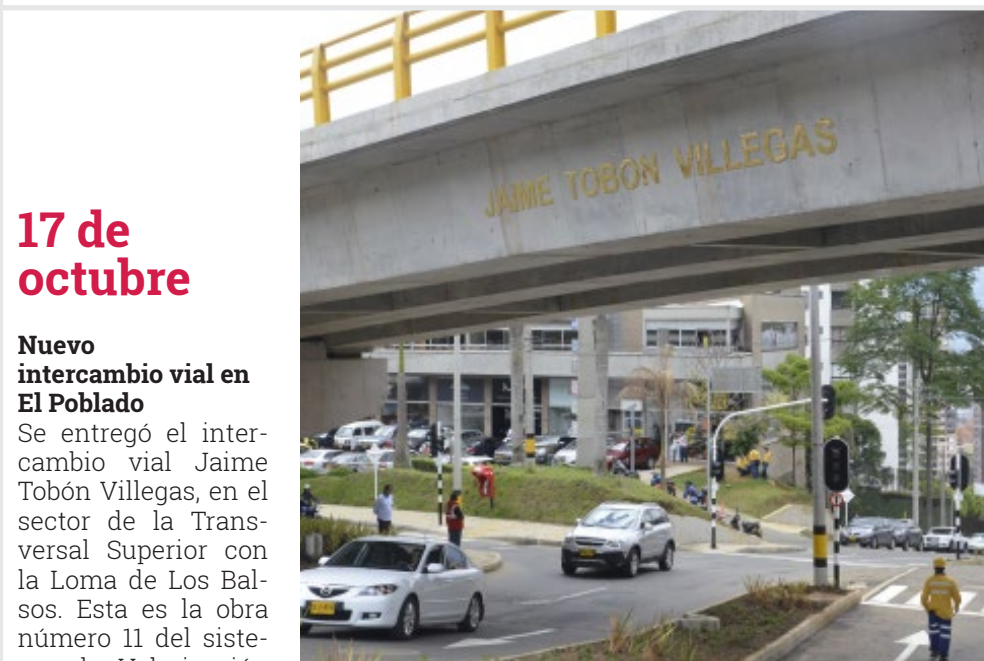 JAIME TOBON VILLEGAS
17 de
octubre
Nuevo
intercambio vial en
El Poblado
Se entregó el inter-
cambio vial Jaime
Tobón Villegas, en el
sector de la Trans-
versal Superior con
la Loma de Los Bal-
sos. Esta es la obra
número 11 del siste-